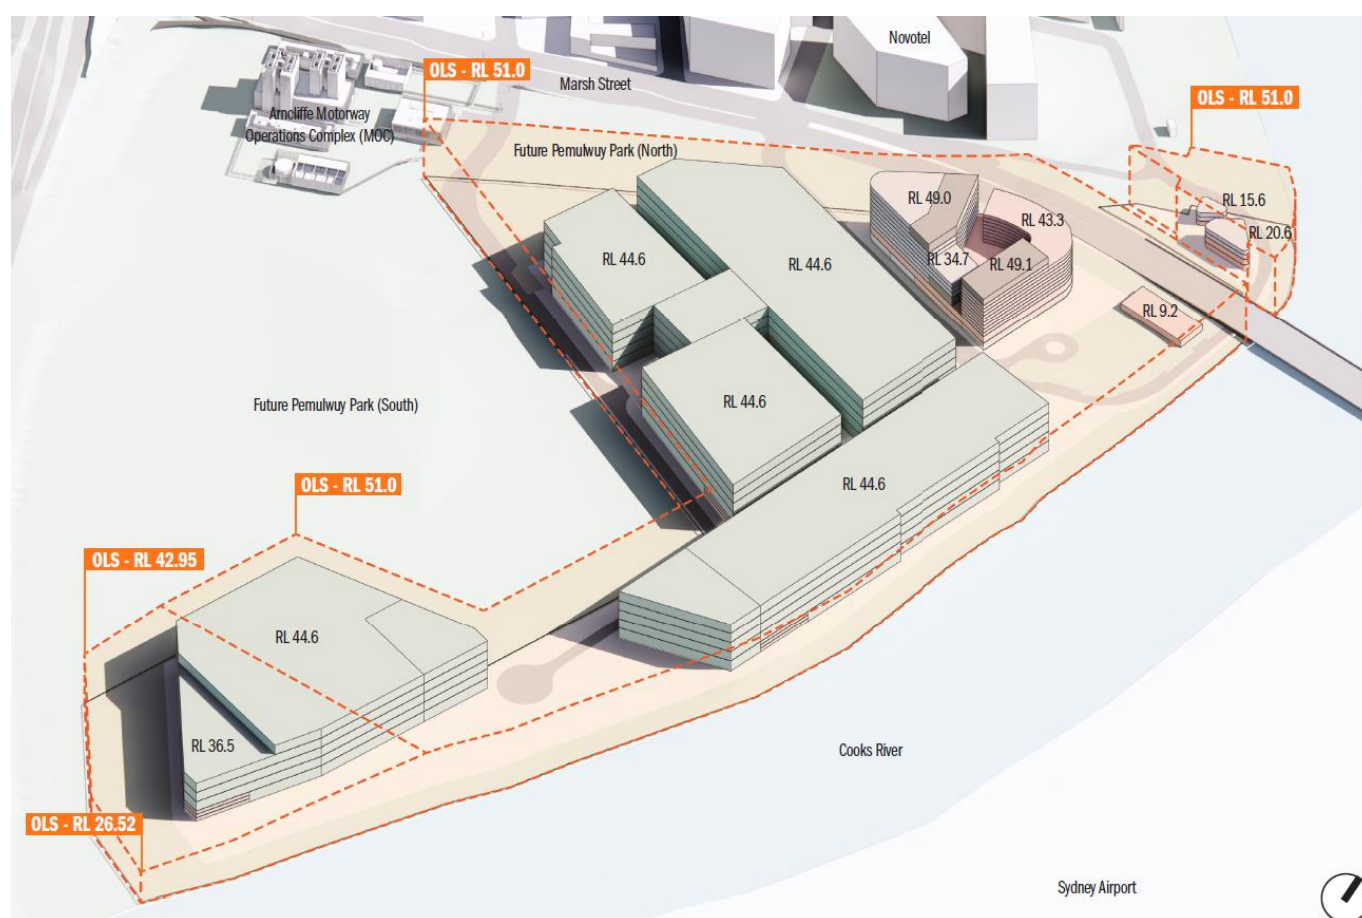 Novotel
OLS - RL 51.0
Marsh Street
OLS - RL 51.0
Arncliffe Motorway
Operations Complex (MOC)
Future Pemulwuy Park (North)
RL 49.0
RL 15.6
RL 43.3
RL 20.6
RL 44.6
RL 44.6
RL 34.7
RL 49.1
RL 9.2
Future Pemulwuy Park (South)
RL 44.6
OLS - RL 51.0
RL 44.6
OLS - RL 42.95
RL 44.6
RL 36.5
Cooks River
OLS - RL 26.52
Sydney Airport